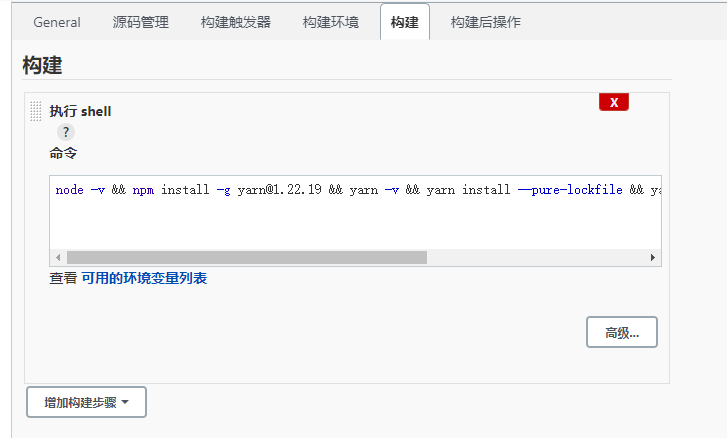 General 源码管理 构建触发器 构建环境 构建 构建后操作
构建
执行 shell
X
?
命令
node -v && npm install -g yarn@1.22.19 && yarn -v && yarn install --pure-lockfile &&
查看 可用的环境变量列表
高级...
增加构建步骤